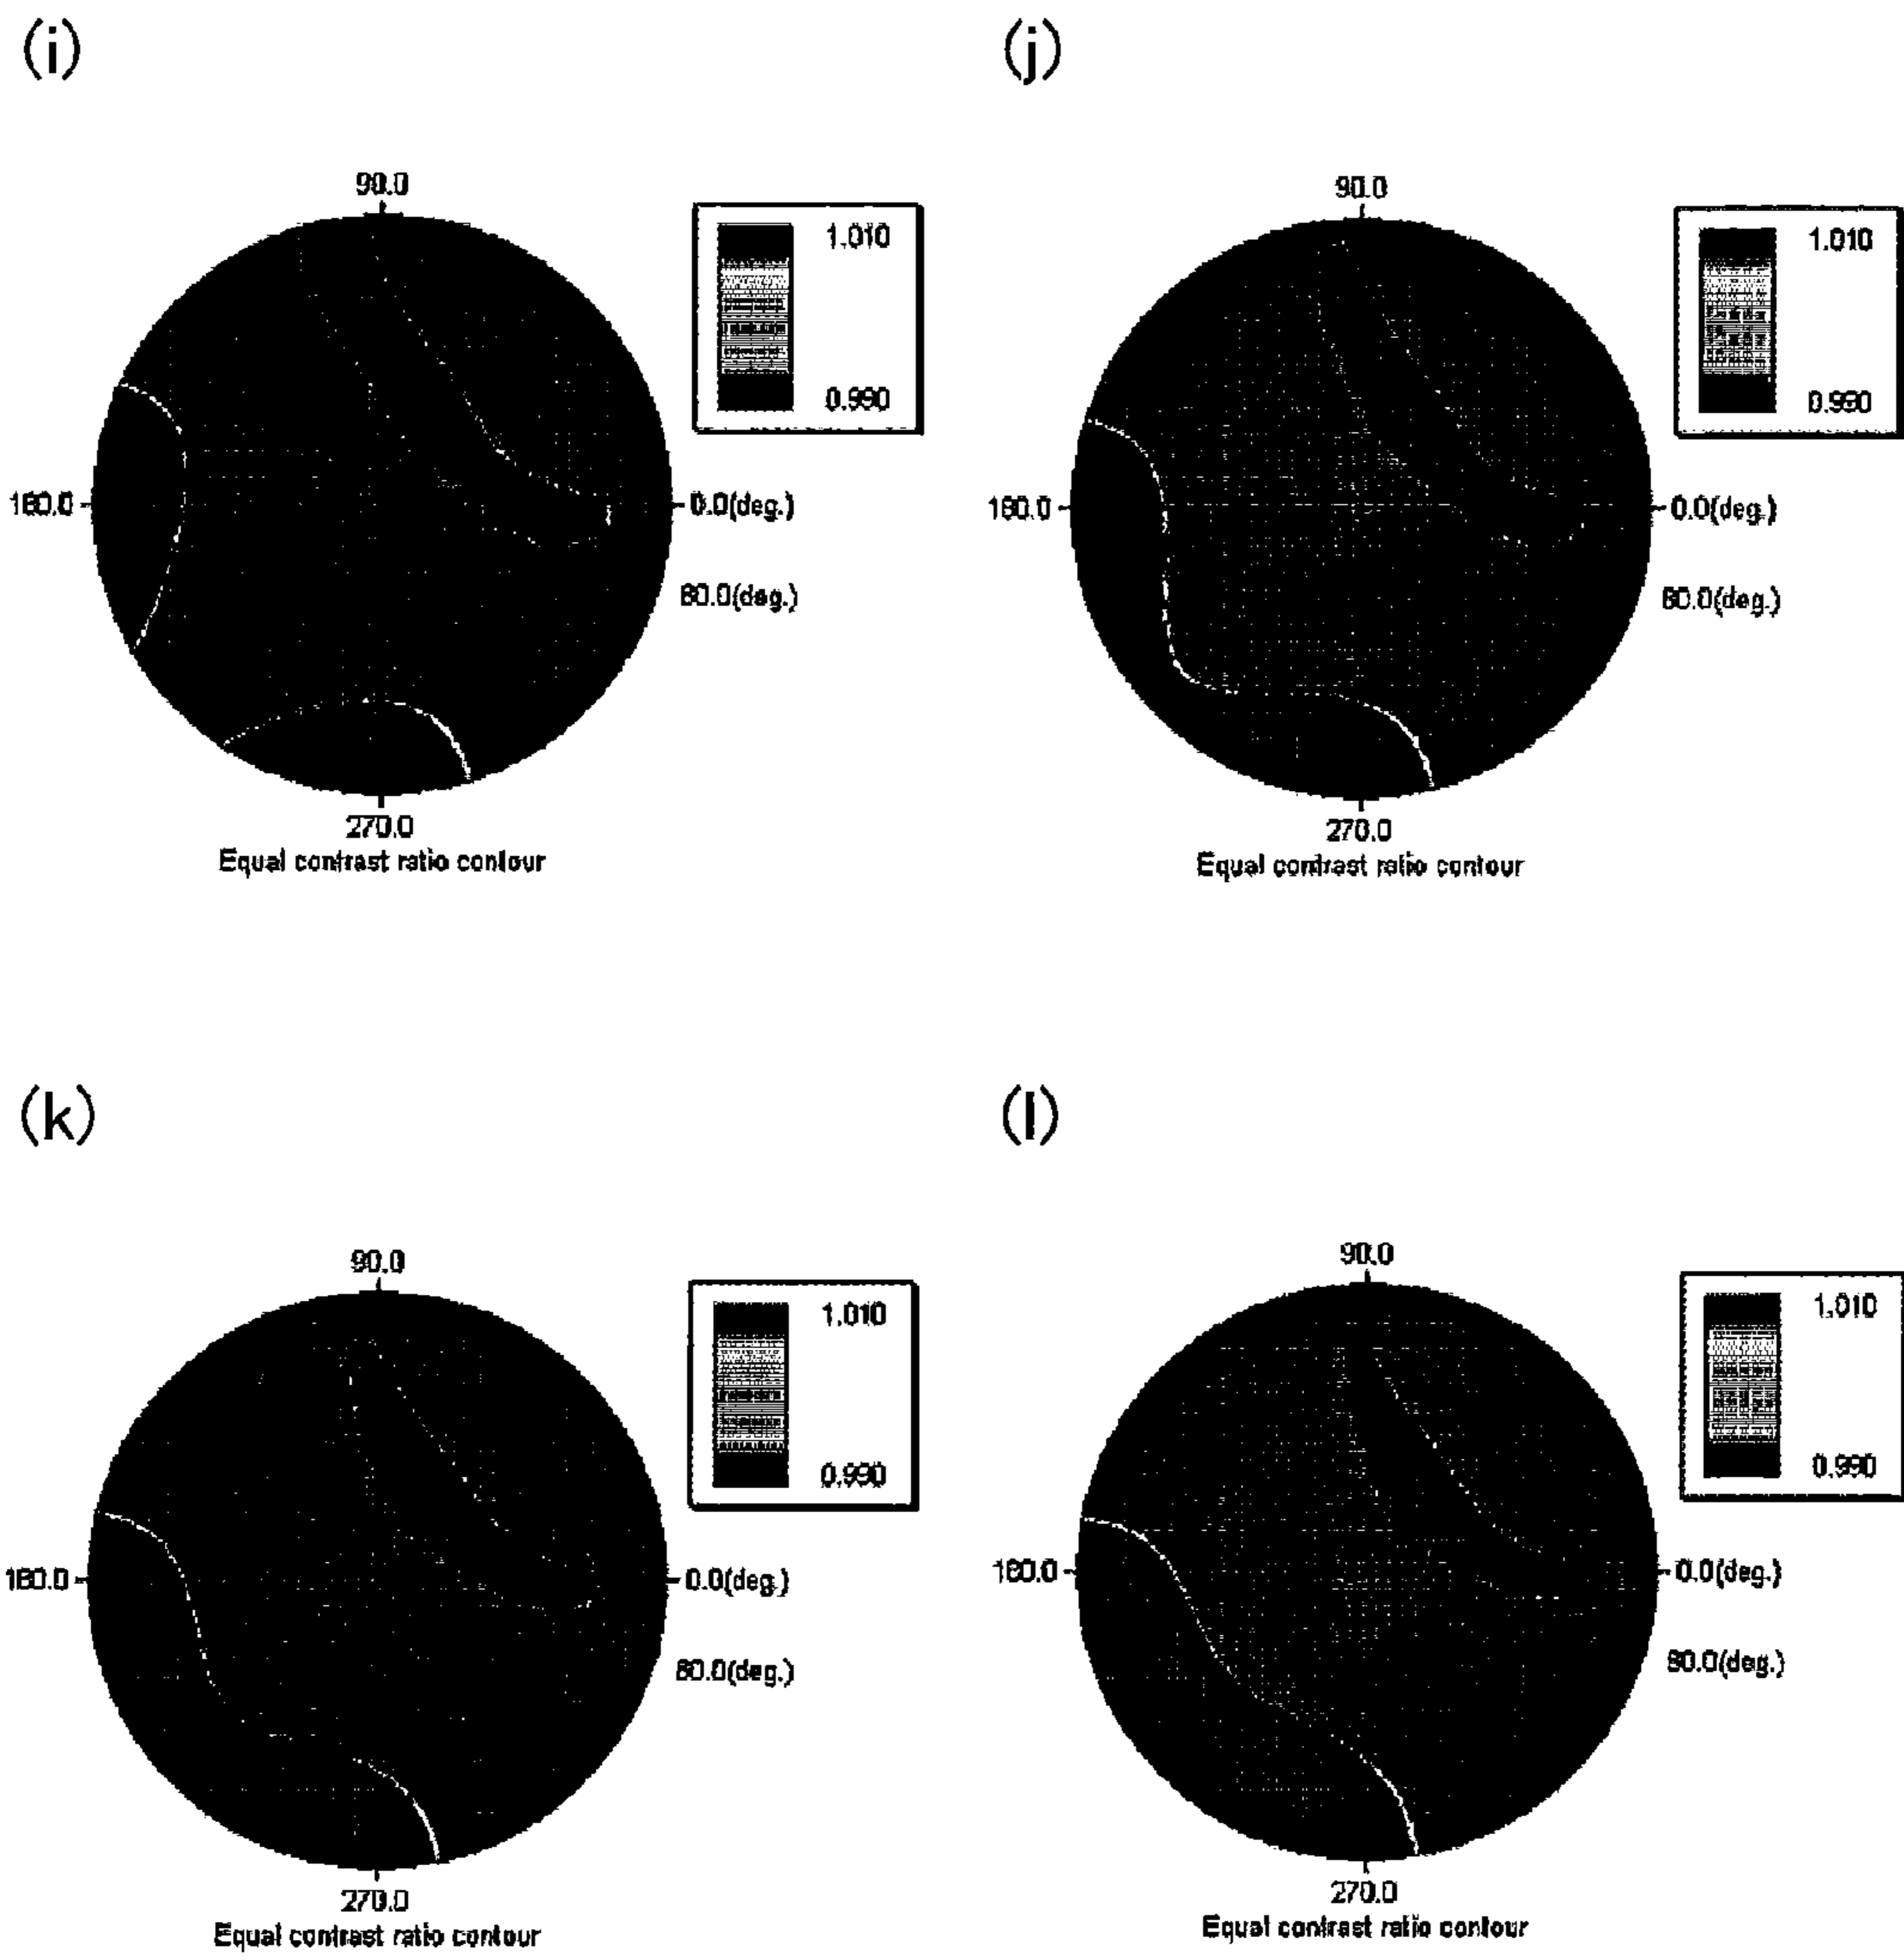 (i)
90.0
1.010
0.990
180.0
0.0(deg.)
80.0(deg.)
270.0
Equal contrast ratio contour
(j)
90.0
1.010
0.990
180.0
0.0(deg.)
80.0(deg.)
270.0
Equal contrast ratio contour
(k)
90.0
1.010
0.990
180.0
0.0(deg.)
80.0(deg.)
270.0
Equal contrast ratio contour
(l)
90.0
1.010
0.990
180.0
0.0(deg.)
80.0(deg.)
270.0
Equal contrast ratio contour